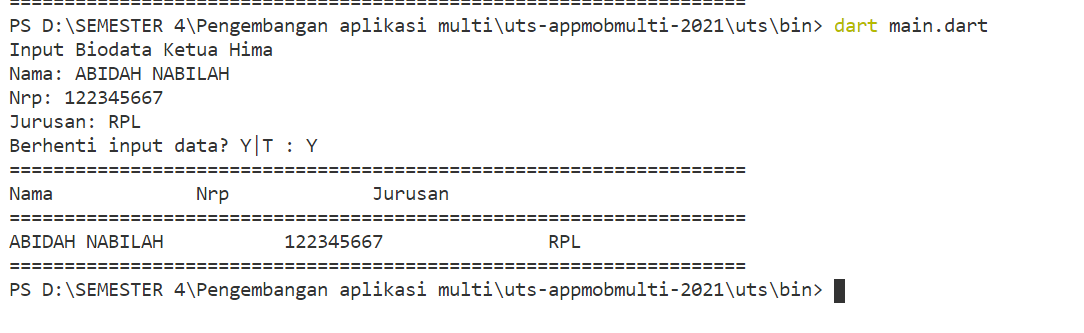 ===================================================================
PS D:\SEMESTER 4\Pengembangan aplikasi multi\uts-appmobmulti-2021\uts\bin> dart main.dart
Input Biodata Ketua Hima
Nama: ABIDAH NABILAH
Nrp: 122345667
Jurusan: RPL
Berhenti input data? Y|T : Y
===================================================================
Nama             Nrp             Jurusan
===================================================================
ABIDAH NABILAH           122345667               RPL
===================================================================
PS D:\SEMESTER 4\Pengembangan aplikasi multi\uts-appmobmulti-2021\uts\bin>